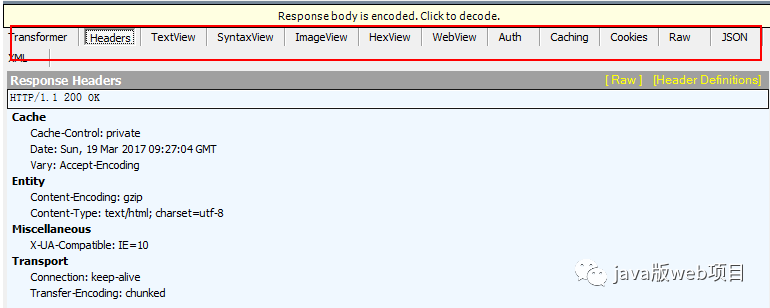 Response body is encoded. Click to decode.
Transformer Headers TextView SyntaxView ImageView HexView WebView Auth Caching Cookies Raw JSON
XML
Response Headers [ Raw ] [Header Definitions]
HTTP/1.1 200 OK
Cache
Cache-Control: private
Date: Sun, 19 Mar 2017 09:27:04 GMT
Vary: Accept-Encoding
Entity
Content-Encoding: gzip
Content-Type: text/html; charset=utf-8
Miscellaneous
X-UA-Compatible: IE=10
Transport
Connection: keep-alive
Transfer-Encoding: chunked
java版web项目